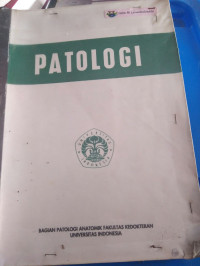 PATOLOGI
BAGIAN PATOLOGI ANATOMIK FAKULTAS KEDOKTERAN
UNIVERSITAS INDONESIA